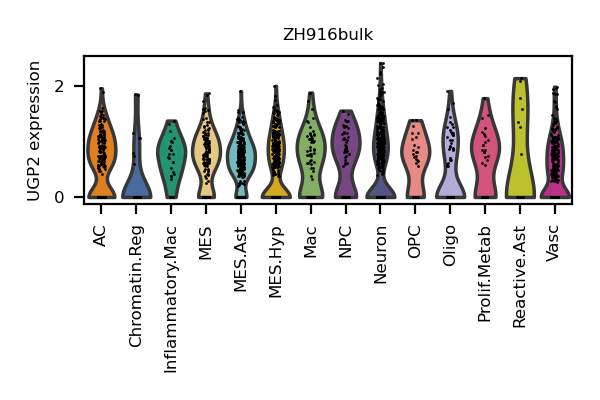 ZH916bulk
UGP2 expression
2
0
AC
Chromatin.Reg
Inflammatory.Mac
MES
MES.Ast
MES.Hyp
Mac
NPC
Neuron
OPC
Oligo
Prolif.Metab
Reactive.Ast
Vasc